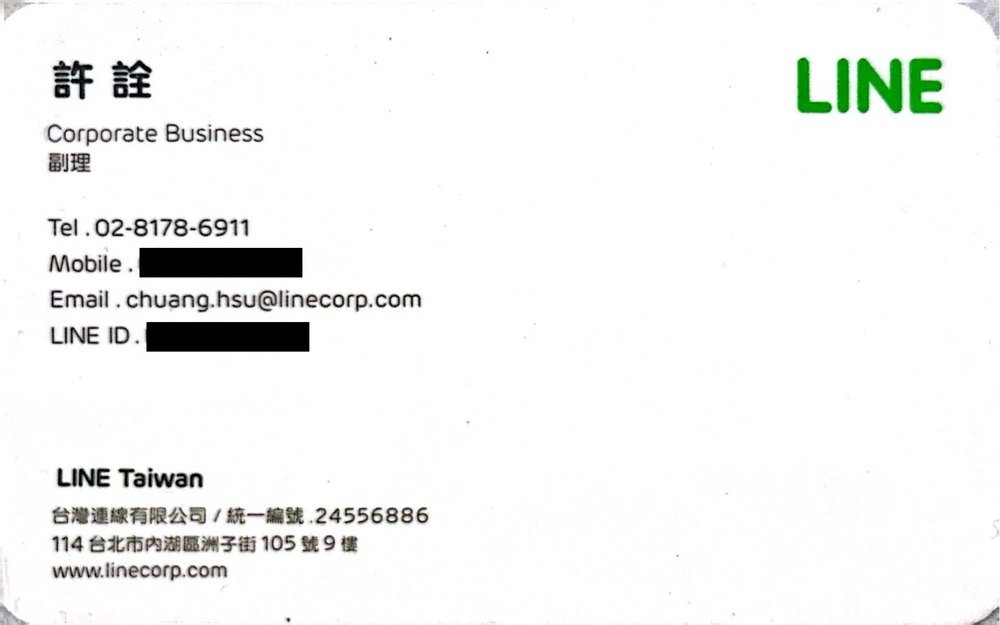 許 詮
LINE
Corporate Business
副理
Tel . 02-8178-6911
Mobile .
Email . chuang.hsu@linecorp.com
LINE ID .
LINE Taiwan
台灣連線有限公司 / 統一編號 . 24556886
114 台北市內湖區洲子街 105 號 9 樓
www.linecorp.com